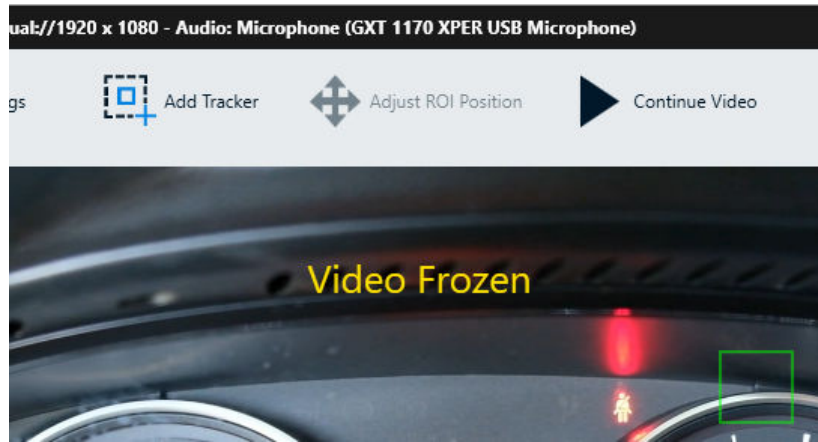 ual://1920 x 1080 - Audio: Microphone (GXT 1170 XPER USB Microphone)
gs Add Tracker Adjust ROI Position Continue Video
Video Frozen